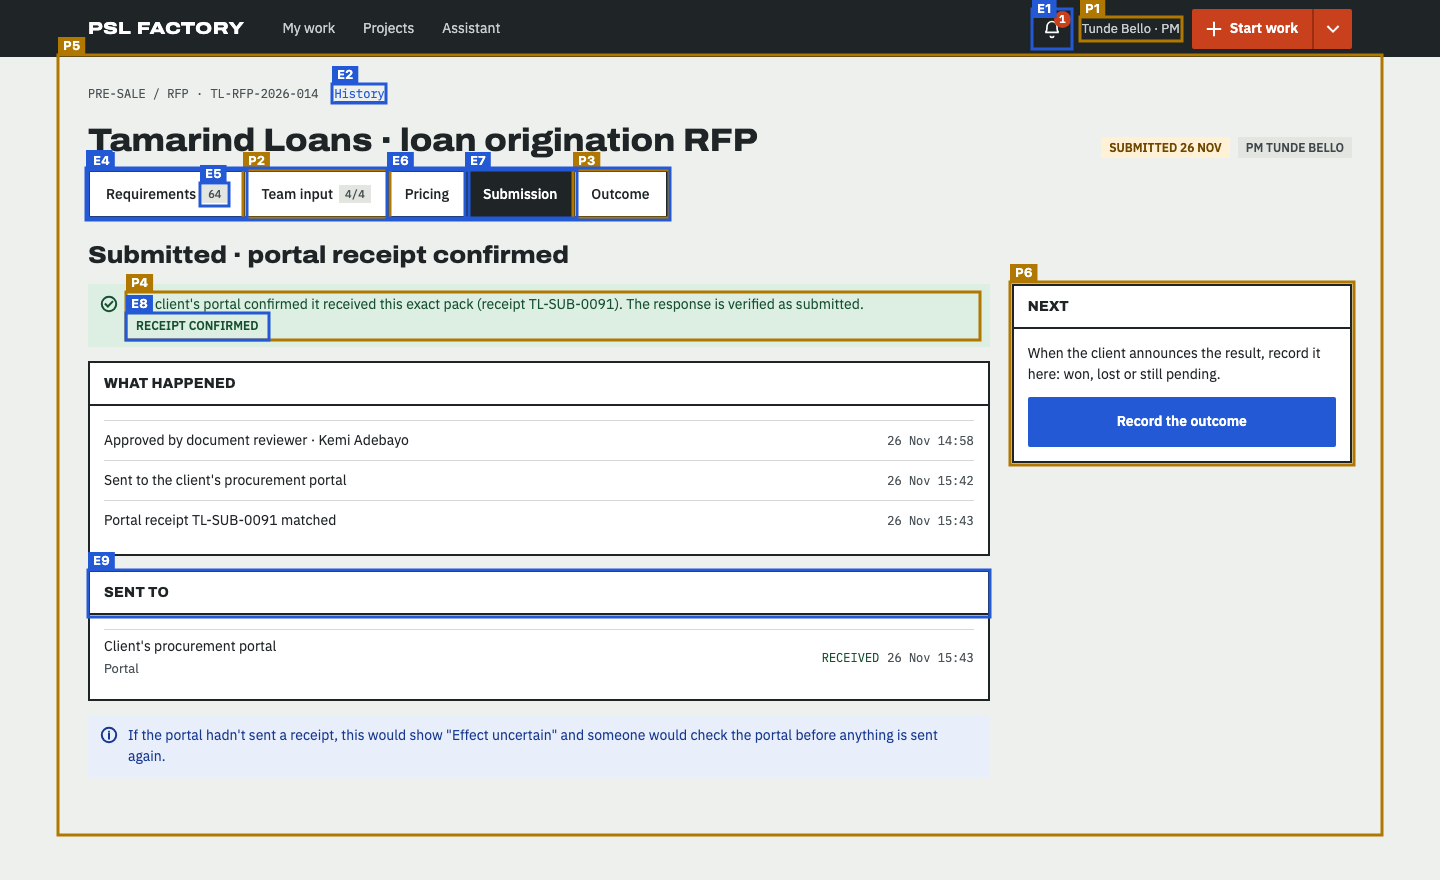 PSL FACTORY
My work
Projects
Assistant
E1
1
P1
Tunde Bello · PM
Start work
P5
E2
PRE-SALE / RFP · TL-RFP-2026-014 History
Tamarind Loans · loan origination RFP
SUBMITTED 26 NOV
PM TUNDE BELLO
E4
E5
P2
E6
E7
P3
Requirements 64
Team input 4/4
Pricing
Submission
Outcome
Submitted · portal receipt confirmed
P4
E8
client's portal confirmed it received this exact pack (receipt TL-SUB-0091). The response is verified as submitted.
RECEIPT CONFIRMED
P6
NEXT
When the client announces the result, record it
here: won, lost or still pending.
Record the outcome
WHAT HAPPENED
Approved by document reviewer · Kemi Adebayo 26 Nov 14:58
Sent to the client's procurement portal 26 Nov 15:42
Portal receipt TL-SUB-0091 matched 26 Nov 15:43
E9
SENT TO
Client's procurement portal
Portal
RECEIVED 26 Nov 15:43
If the portal hadn't sent a receipt, this would show "Effect uncertain" and someone would check the portal before anything is sent
again.